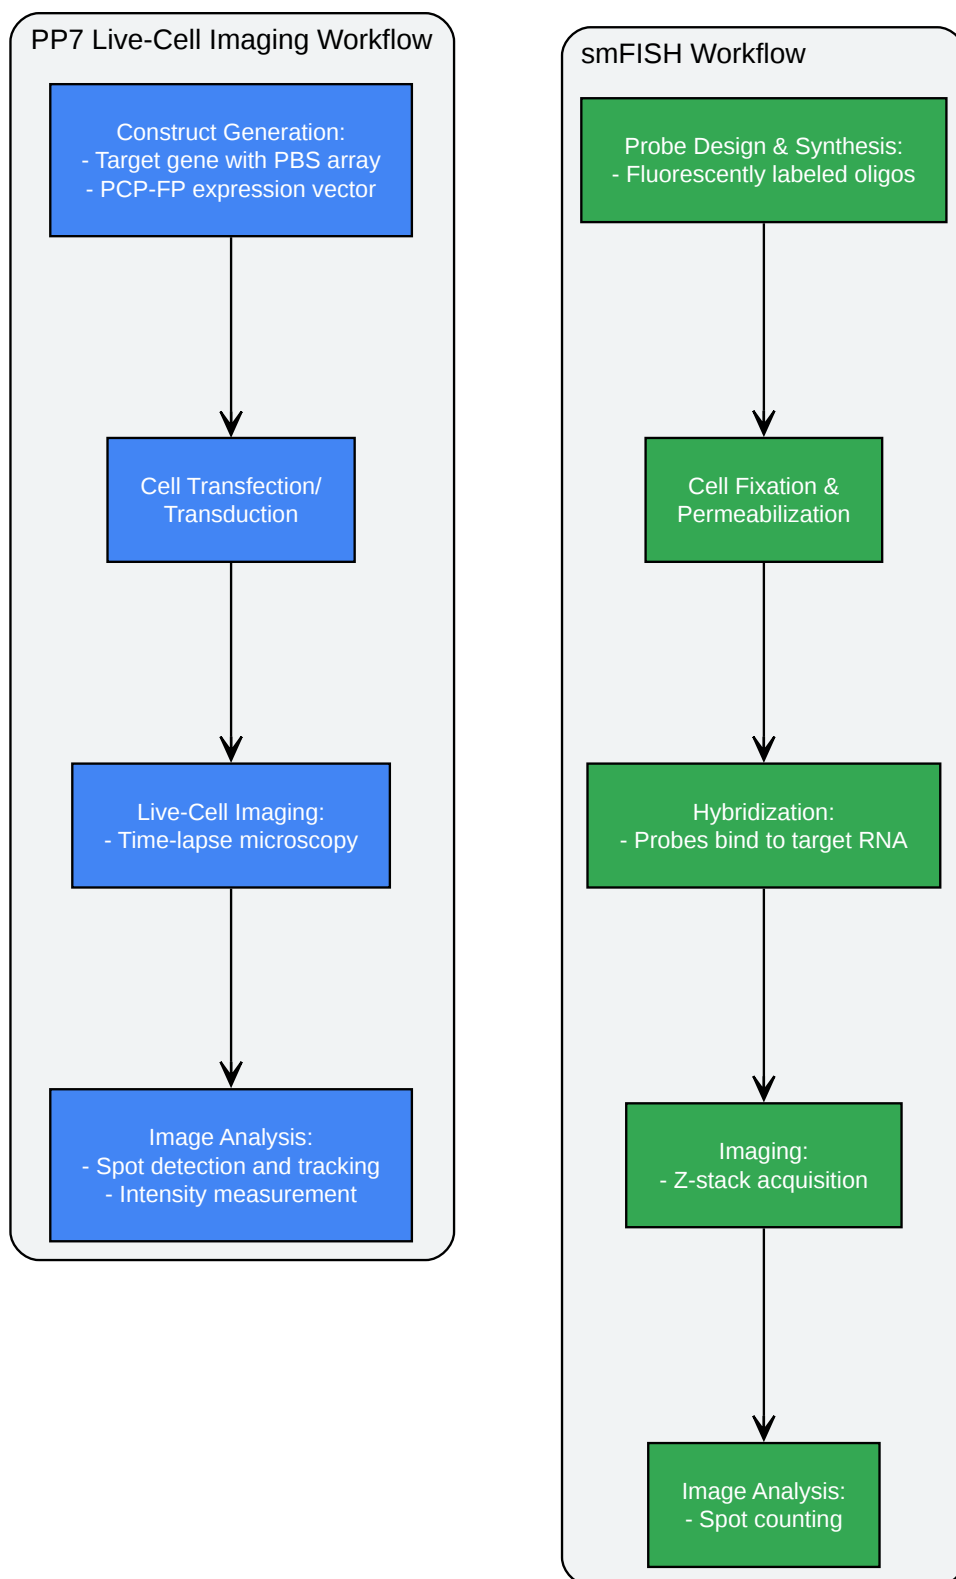 PP7 Live-Cell Imaging Workflow
Construct Generation:
- Target gene with PBS array
- PCP-FP expression vector
Cell Transfection/
Transduction
Live-Cell Imaging:
- Time-lapse microscopy
Image Analysis:
- Spot detection and tracking
- Intensity measurement
smFISH Workflow
Probe Design & Synthesis:
- Fluorescently labeled oligos
Cell Fixation &
Permeabilization
Hybridization:
- Probes bind to target RNA
Imaging:
- Z-stack acquisition
Image Analysis:
- Spot counting